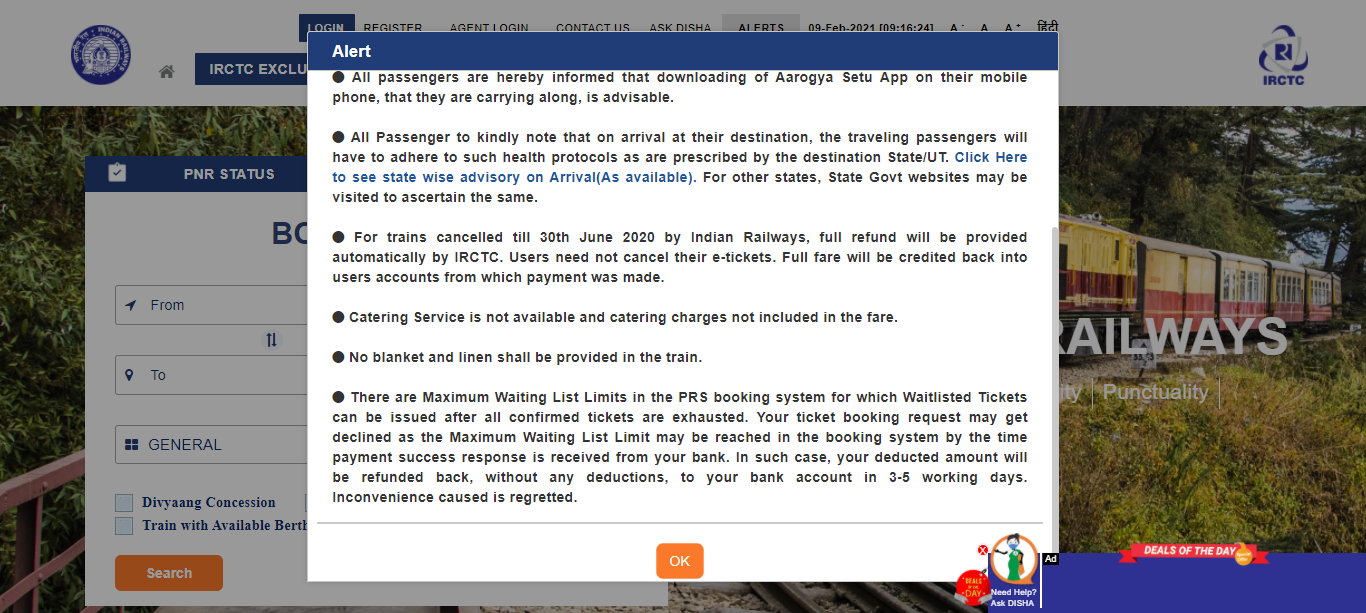 LOGIN REGISTER AGENT LOGIN CONTACT US ASK DISHA ALERTS 09-Feb-2021 [09:16:24] A - A A + हिंदी
INDIAN RAILWAYS
IRCTC EXCLU
IRCTC
Alert
● All passengers are hereby informed that downloading of Aarogya Setu App on their mobile
phone, that they are carrying along, is advisable.
● All Passenger to kindly note that on arrival at their destination, the traveling passengers will
have to adhere to such health protocols as are prescribed by the destination State/UT. Click Here
to see state wise advisory on Arrival(As available). For other states, State Govt websites may be
visited to ascertain the same.
● For trains cancelled till 30th June 2020 by Indian Railways, full refund will be provided
automatically by IRCTC. Users need not cancel their e-tickets. Full fare will be credited back into
users accounts from which payment was made.
● Catering Service is not available and catering charges not included in the fare.
● No blanket and linen shall be provided in the train.
● There are Maximum Waiting List Limits in the PRS booking system for which Waitlisted Tickets
can be issued after all confirmed tickets are exhausted. Your ticket booking request may get
declined as the Maximum Waiting List Limit may be reached in the booking system by the time
payment success response is received from your bank. In such case, your deducted amount will
be refunded back, without any deductions, to your bank account in 3-5 working days.
Inconvenience caused is regretted.
OK
PNR STATUS
BO
From
To
GENERAL
Divyaang Concession
Train with Available Berth
Search
RAILWAYS
ity | Punctuality |
DEALS OF THE DAY
Need Help?
Ask DISHA
Ad
DEALS OF THE DAY